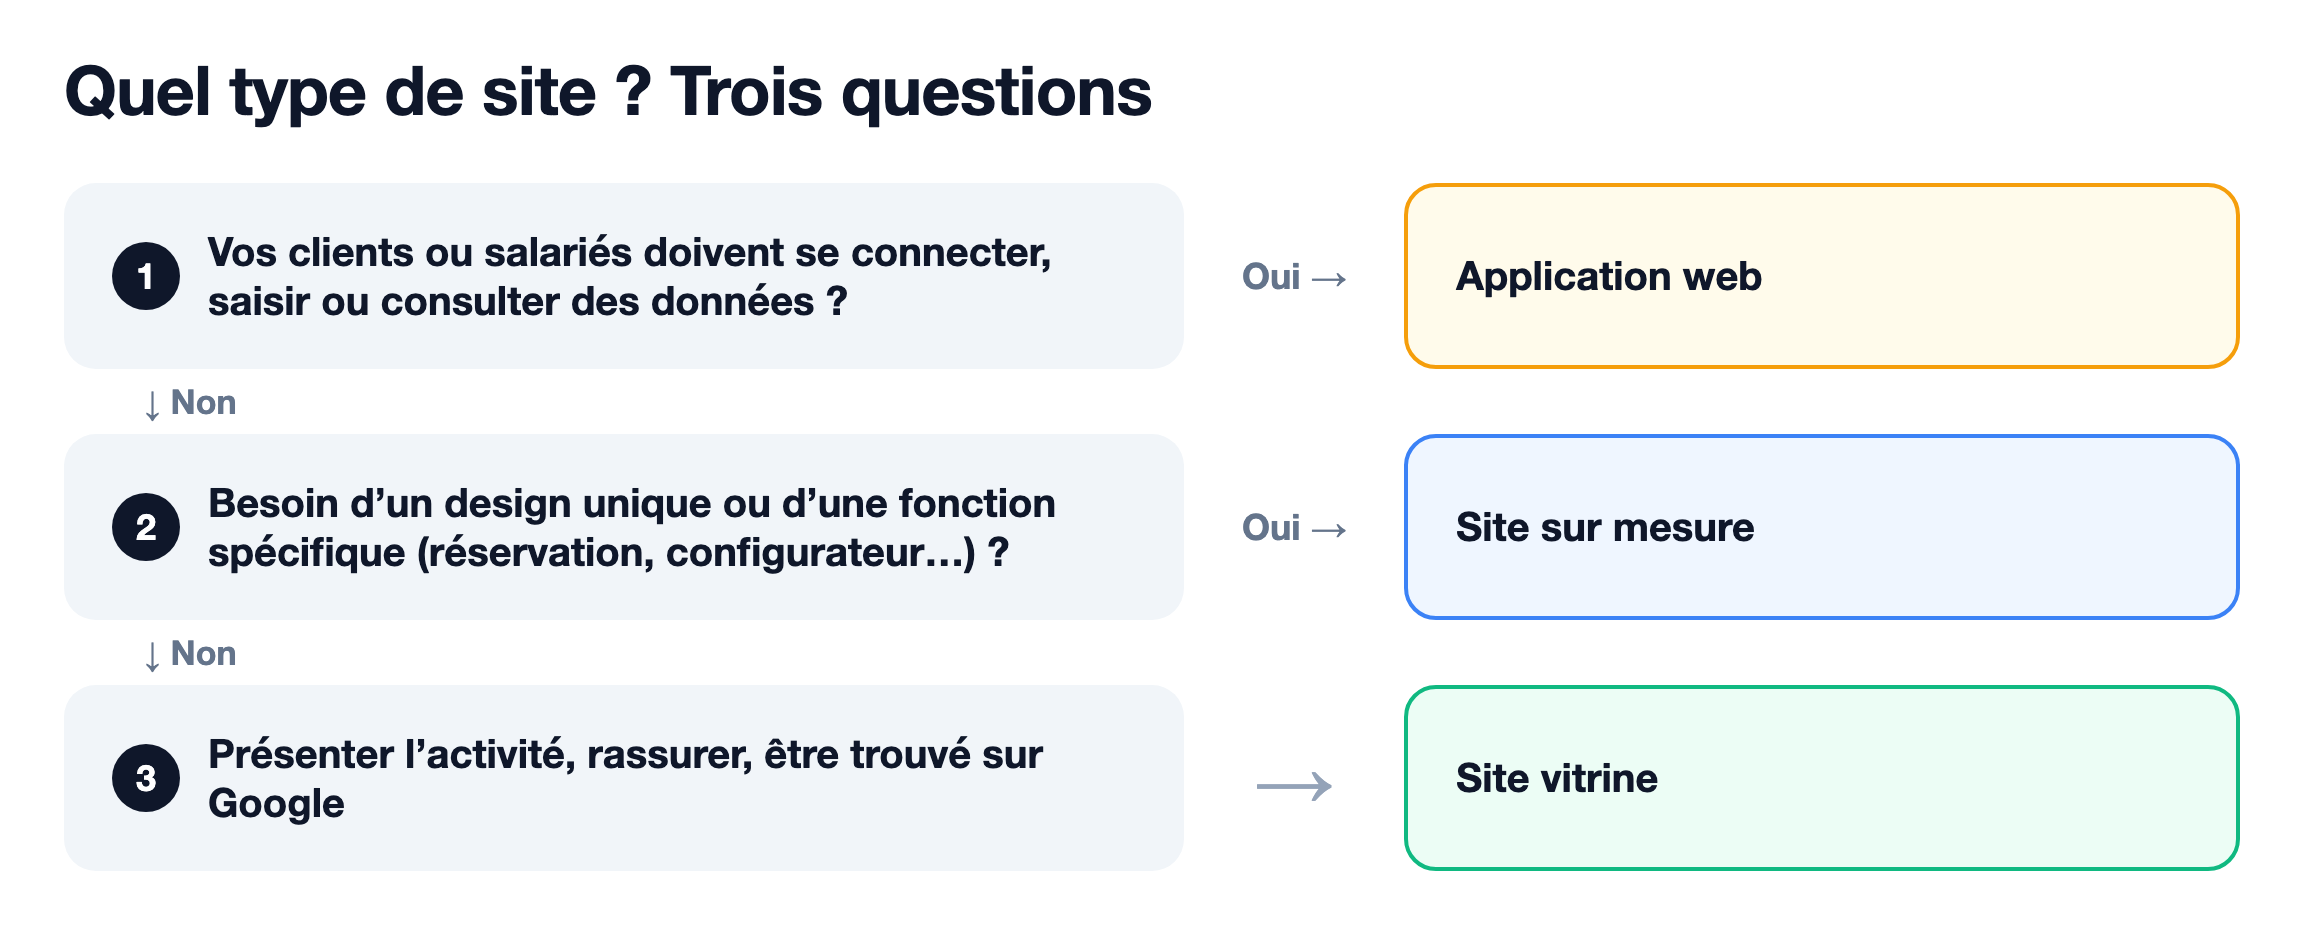 Quel type de site ? Trois questions
1
Vos clients ou salariés doivent se connecter,
saisir ou consulter des données ?
Oui →
Application web
↓ Non
2
Besoin d’un design unique ou d’une fonction
spécifique (réservation, configurateur…) ?
Oui →
Site sur mesure
↓ Non
3
Présenter l’activité, rassurer, être trouvé sur
Google
→
Site vitrine